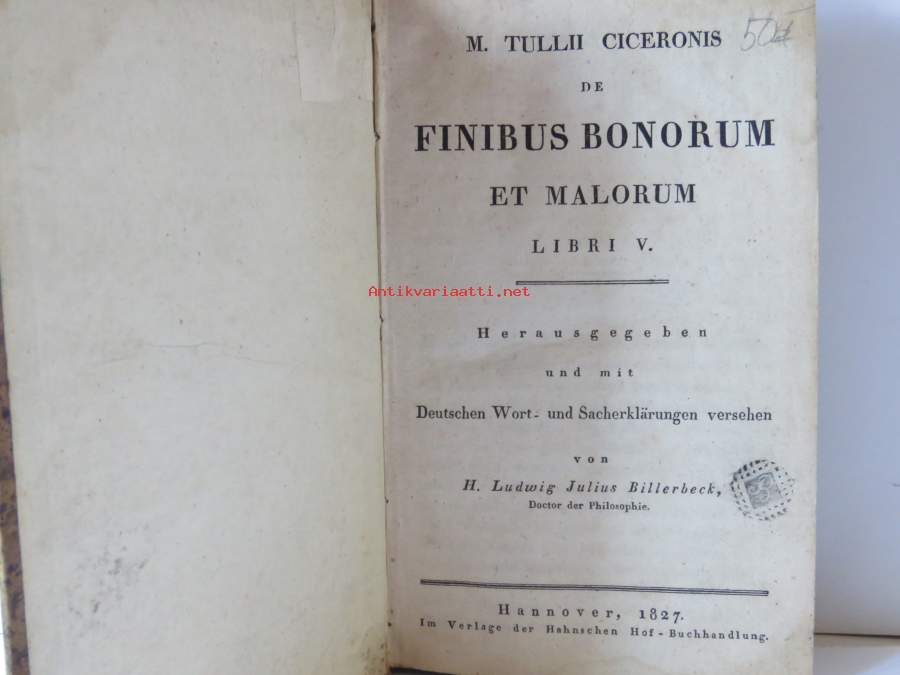 M. TULLII CICERONIS
DE
FINIBUS BONORUM
ET MALORUM
LIBRI V.
Antikvariaatti.net
Herausgegeben
und mit
Deutschen Wort- und Sacherklärungen versehen
von
H. Ludwig Julius Billerbeck,
Doctor der Philosophie.
Hannover, 1827.
Im Verlage der Hahnschen Hof-Buchhandlung.